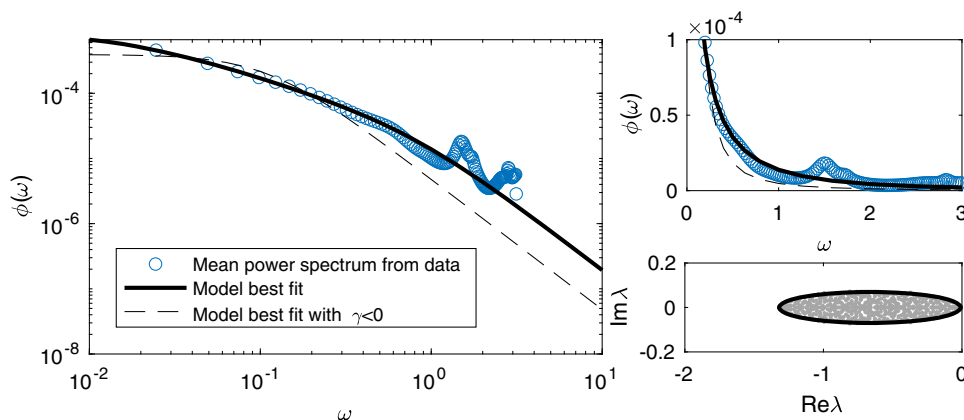 10^-4
10^-6
10^-8
ϕ(ω)
Mean power spectrum from data
Model best fit
Model best fit with γ<0
10^-2 10^-1 10^0 10^1
ω
×10^-4
1
0.5
0
ϕ(ω)
0 1 2 3
ω
0.2
0
-0.2
Im λ
-2 -1 0
Reλ